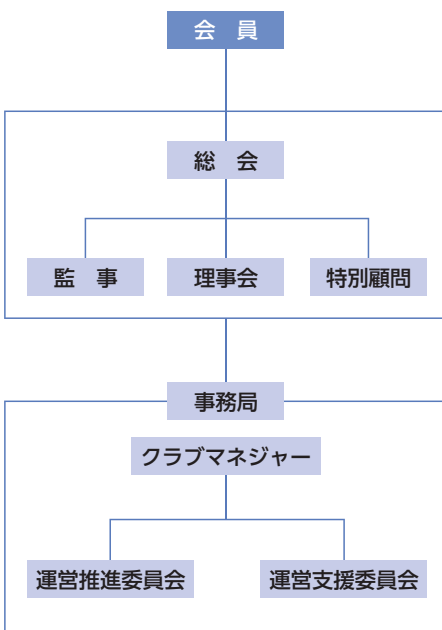 会　員
総　会
監　事
理事会
特別顧問
事務局
クラブマネジャー
運営推進委員会
運営支援委員会